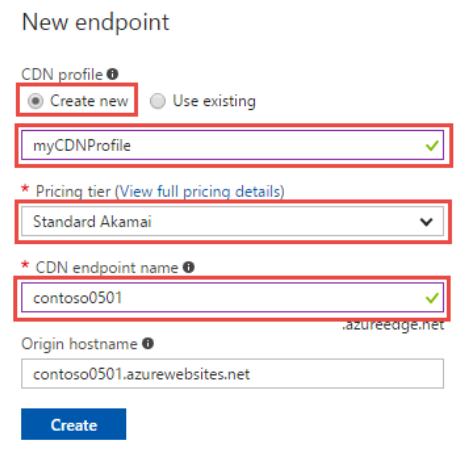 New endpoint
CDN profile
Create new Use existing
myCDNProfile
* Pricing tier (View full pricing details)
Standard Akamai
* CDN endpoint name
contoso0501
.azureedge.net
Origin hostname
contoso0501.azurewebsites.net
Create